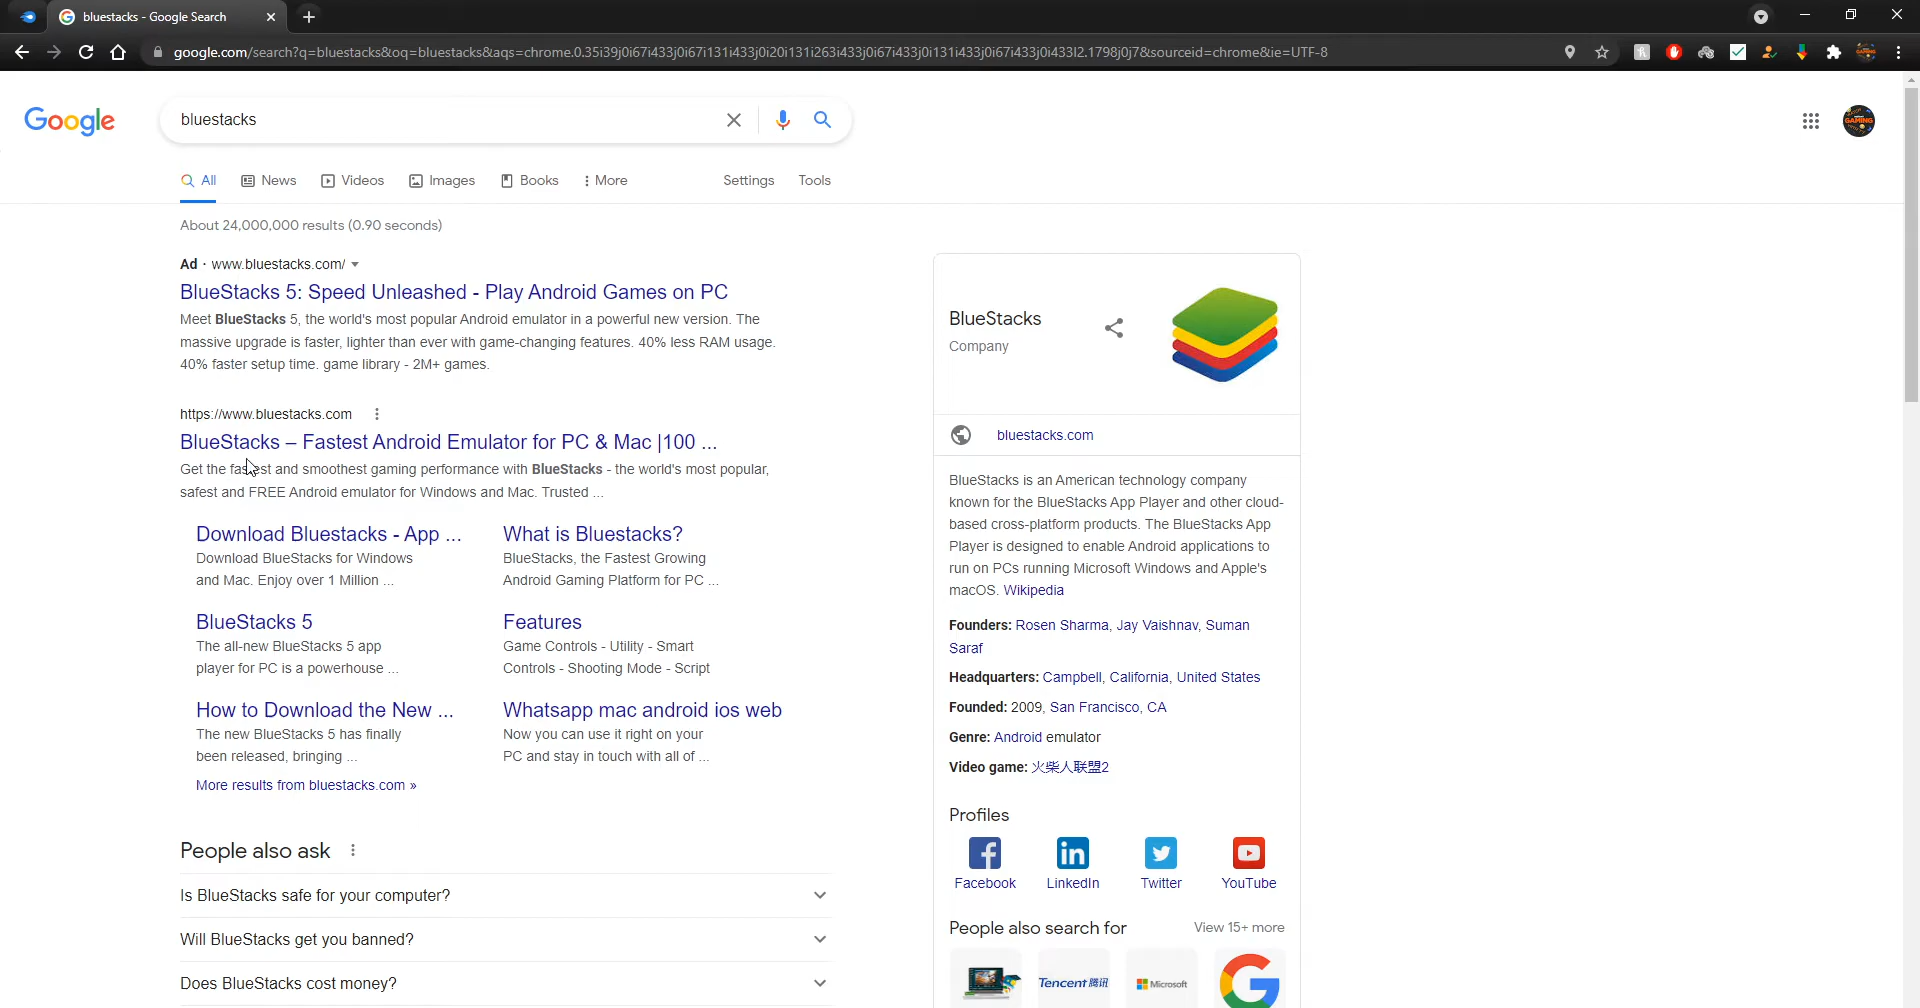 bluestacks - Google Search
google.com/search?q=bluestacks&oq=bluestacks&aqs=chrome.0.35i39j0i67i433j0i67i131i433j0i20i131i263i433j0i67i433j0i131i433j0i67i433j0i433l2.1798j0j7&sourceid=chrome&ie=UTF-8
Google
bluestacks
GAMING
All
News
Videos
Images
Books
More
Settings
Tools
About 24,000,000 results (0.90 seconds)
Ad · www.bluestacks.com/
BlueStacks 5: Speed Unleashed - Play Android Games on PC
Meet BlueStacks 5, the world's most popular Android emulator in a powerful new version. The
massive upgrade is faster, lighter than ever with game-changing features. 40% less RAM usage.
40% faster setup time. game library - 2M+ games.
https://www.bluestacks.com
BlueStacks – Fastest Android Emulator for PC & Mac |100 ...
Get the fastest and smoothest gaming performance with BlueStacks - the world's most popular,
safest and FREE Android emulator for Windows and Mac. Trusted ...
Download Bluestacks - App ...
Download BlueStacks for Windows
and Mac. Enjoy over 1 Million ...
What is Bluestacks?
BlueStacks, the Fastest Growing
Android Gaming Platform for PC ...
BlueStacks 5
The all-new BlueStacks 5 app
player for PC is a powerhouse ...
Features
Game Controls - Utility - Smart
Controls - Shooting Mode - Script
How to Download the New ...
The new BlueStacks 5 has finally
been released, bringing ...
Whatsapp mac android ios web
Now you can use it right on your
PC and stay in touch with all of ...
More results from bluestacks.com »
People also ask
Is BlueStacks safe for your computer?
Will BlueStacks get you banned?
Does BlueStacks cost money?
BlueStacks
Company
bluestacks.com
BlueStacks is an American technology company
known for the BlueStacks App Player and other cloud-
based cross-platform products. The BlueStacks App
Player is designed to enable Android applications to
run on PCs running Microsoft Windows and Apple's
macOS. Wikipedia
Founders: Rosen Sharma, Jay Vaishnav, Suman
Saraf
Headquarters: Campbell, California, United States
Founded: 2009, San Francisco, CA
Genre: Android emulator
Video game: 火柴人联盟2
Profiles
Facebook
LinkedIn
Twitter
YouTube
People also search for
View 15+ more
Tencent 腾讯
Microsoft